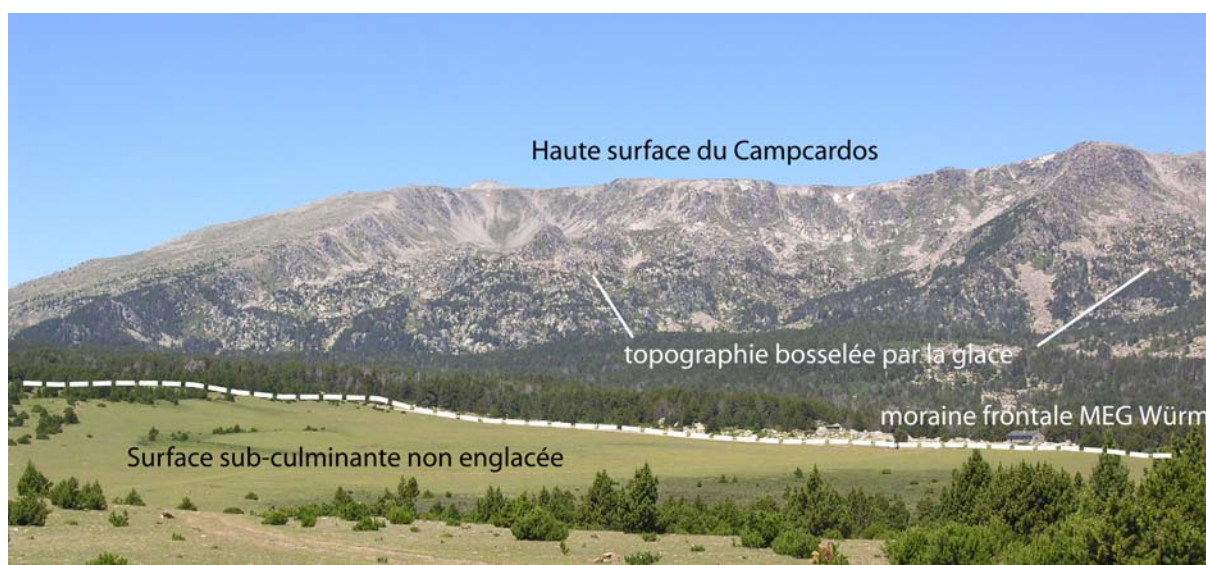 Haute surface du Campcardos
topographie bosselée par la glace
moraine frontale MEG Würm
Surface sub-culminante non englacée